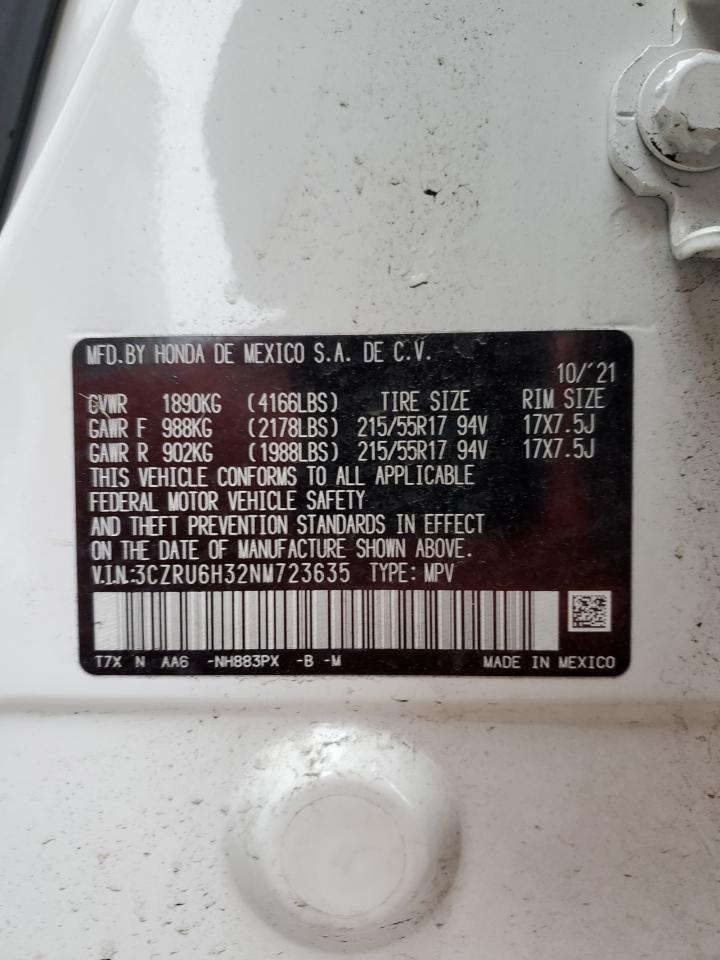 MFD.BY HONDA DE MEXICO S.A. DE C.V.
10/'21
GVWR 1890KG (4166LBS) TIRE SIZE RIM SIZE
GAWR F 988KG (2178LBS) 215/55R17 94V 17X7.5J
GAWR R 902KG (1988LBS) 215/55R17 94V 17X7.5J
THIS VEHICLE CONFORMS TO ALL APPLICABLE
FEDERAL MOTOR VEHICLE SAFETY
AND THEFT PREVENTION STANDARDS IN EFFECT
ON THE DATE OF MANUFACTURE SHOWN ABOVE.
V.I.N.:3CZRU6H32NM723635 TYPE: MPV
T7X N AA6 -NH883PX -B -M MADE IN MEXICO